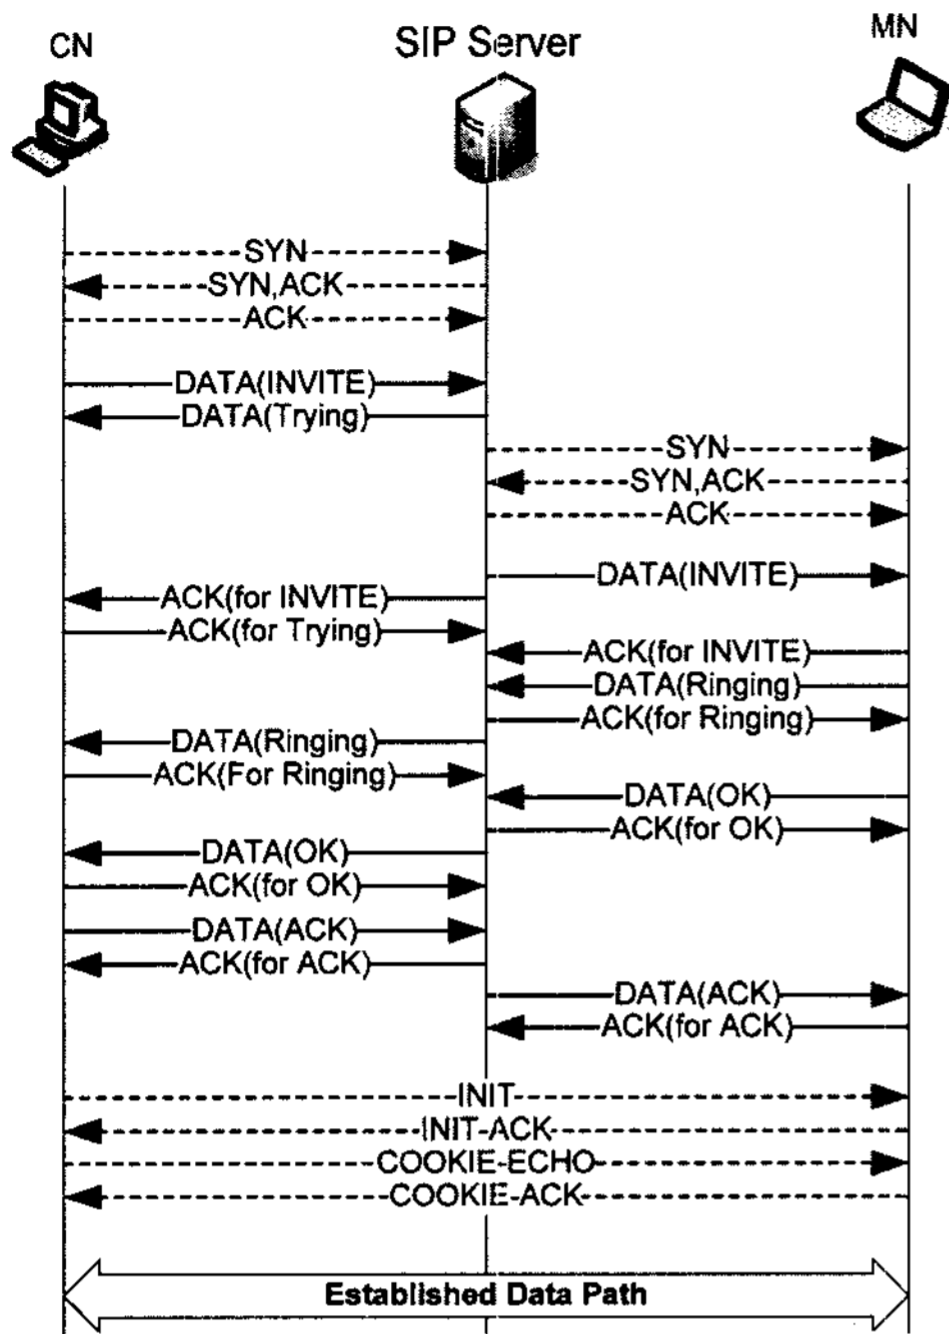 CN
SIP Server
MN
SYN
SYN,ACK
ACK
DATA(INVITE)
DATA(Trying)
SYN
SYN,ACK
ACK
DATA(INVITE)
ACK(for INVITE)
ACK(for Trying)
ACK(for INVITE)
DATA(Ringing)
ACK(for Ringing)
DATA(Ringing)
ACK(For Ringing)
DATA(OK)
ACK(for OK)
DATA(OK)
ACK(for OK)
DATA(ACK)
ACK(for ACK)
DATA(ACK)
ACK(for ACK)
INIT
INIT-ACK
COOKIE-ECHO
COOKIE-ACK
Established Data Path